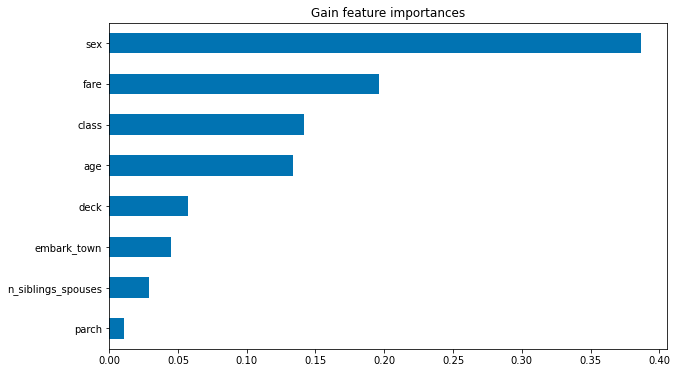 Gain feature importances
sex
fare
class
age
deck
embark_town
n_siblings_spouses
parch
0.00 0.05 0.10 0.15 0.20 0.25 0.30 0.35 0.40